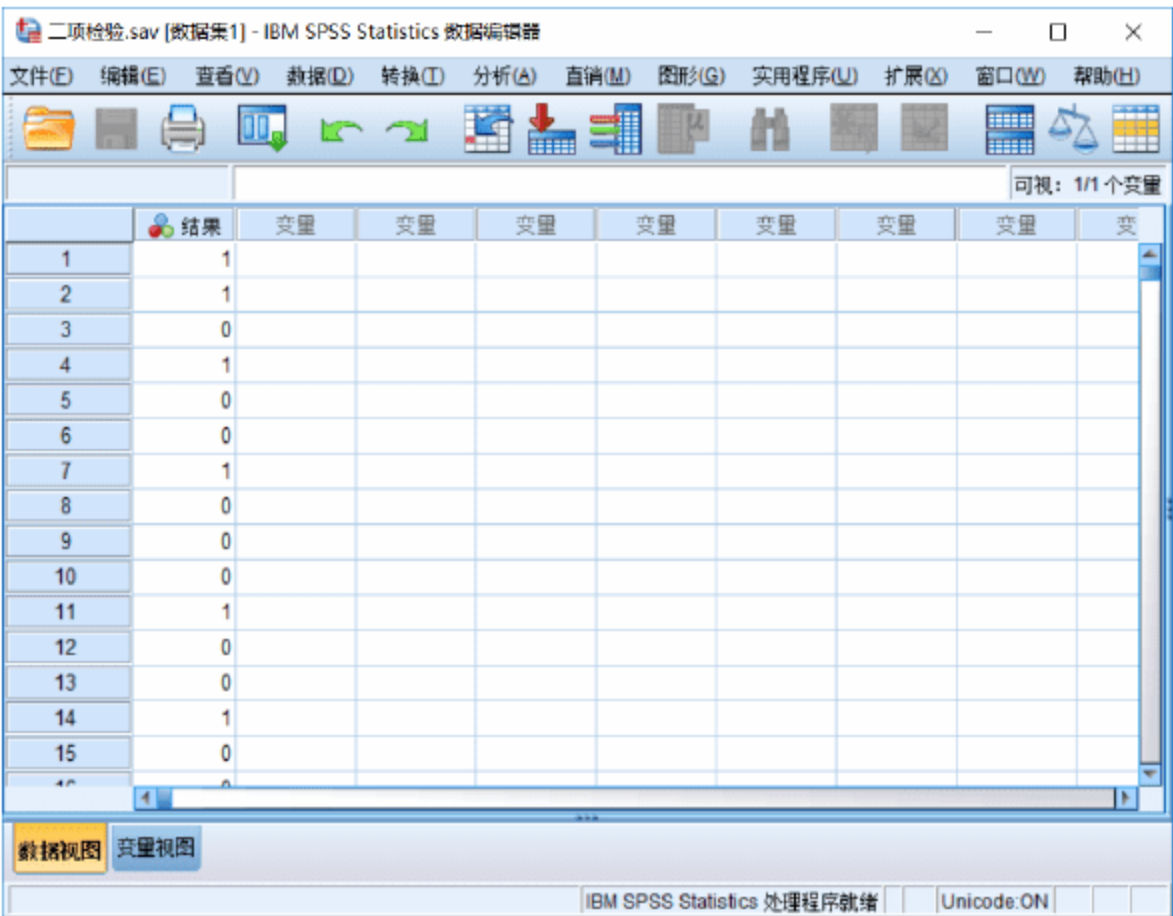 二项检验.sav [数据集1] - IBM SPSS Statistics 数据编辑器
文件(F) 编辑(E) 查看(V) 数据(D) 转换(T) 分析(A) 直销(M) 图形(G) 实用程序(U) 扩展(X) 窗口(W) 帮助(H)
可视: 1/1 个变量
结果 变量 变量 变量 变量 变量 变量 变量 变
1 1
2 1
3 0
4 1
5 0
6 0
7 1
8 0
9 0
10 0
11 1
12 0
13 0
14 1
15 0
数据视图 变量视图
IBM SPSS Statistics 处理程序就绪 Unicode:ON